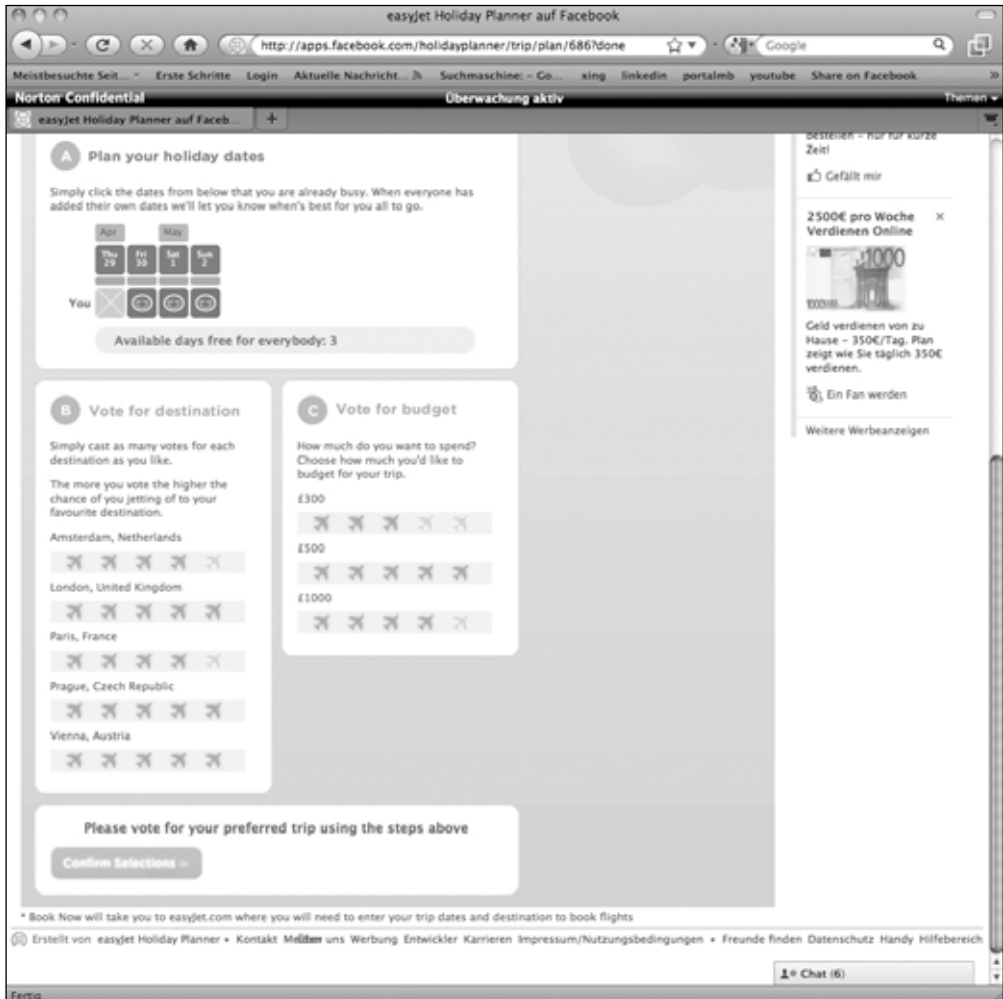 easyJet Holiday Planner auf Facebook
http://apps.facebook.com/holidayplanner/trip/plan/686?done
Google
Meistbesuchte Seit...
Erste Schritte
Login
Aktuelle Nachricht...
Suchmaschine: - Go...
xing
linkedin
portalmb
youtube
Share on Facebook
»
Norton Confidential
Überwachung aktiv
Themen
easyJet Holiday Planner auf Faceb...
+
A
Plan your holiday dates
Simply click the dates from below that you are already busy. When everyone has
added their own dates we'll let you know when's best for you all to go.
Apr
May
Thu 29
Fri 30
Sat 1
Sun 2
You
Available days free for everybody: 3
B
Vote for destination
Simply cast as many votes for each
destination as you like.
The more you vote the higher the
chance of you jetting of to your
favourite destination.
Amsterdam, Netherlands
London, United Kingdom
Paris, France
Prague, Czech Republic
Vienna, Austria
C
Vote for budget
How much do you want to spend?
Choose how much you'd like to
budget for your trip.
£300
£500
£1000
Please vote for your preferred trip using the steps above
Confirm Selections »
* Book Now will take you to easyJet.com where you will need to enter your trip dates and destination to book flights
bestellen – nur für kurze
Zeit!
Gefällt mir
2500€ pro Woche
Verdienen Online
×
1000
Geld verdienen von zu
Hause – 350€/Tag. Plan
zeigt wie Sie täglich 350€
verdienen.
Ein Fan werden
Weitere Werbeanzeigen
Erstellt von easyJet Holiday Planner • Kontakt uns Werbung Entwickler Karrieren Impressum/Nutzungsbedingungen • Freunde finden Datenschutz Handy Hilfebereich
Chat (6)
Fertig